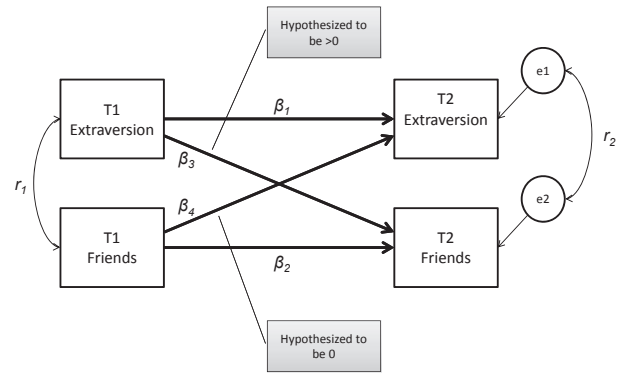 Hypothesized to
be >0
e1
T1
Extraversion
β1
T2
Extraversion
r1
β3
r2
β4
e2
T1
Friends
β2
T2
Friends
Hypothesized to
be 0